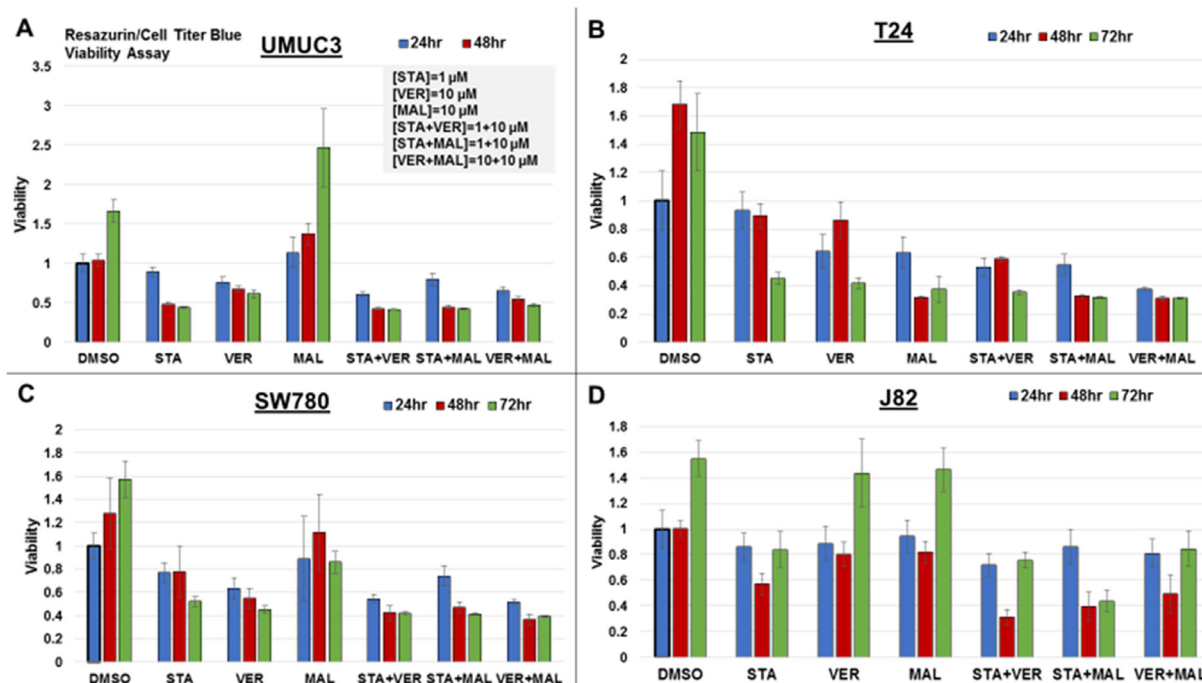 A
Resazurin/Cell Titer Blue
Viability Assay
UMUC3
24hr 48hr
[STA]=1 µM
[VER]=10 µM
[MAL]=10 µM
[STA+VER]=1+10 µM
[STA+MAL]=1+10 µM
[VER+MAL]=10+10 µM
Viability
3.5
3
2.5
2
1.5
1
0.5
0
DMSO STA VER MAL STA+VER STA+MAL VER+MAL
B
T24
24hr 48hr 72hr
Viability
2
1.8
1.6
1.4
1.2
1
0.8
0.6
0.4
0.2
0
DMSO STA VER MAL STA+VER STA+MAL VER+MAL
C
SW780
24hr 48hr 72hr
Viability
2
1.8
1.6
1.4
1.2
1
0.8
0.6
0.4
0.2
0
DMSO STA VER MAL STA+VER STA+MAL VER+MAL
D
J82
24hr 48hr 72hr
Viability
1.8
1.6
1.4
1.2
1
0.8
0.6
0.4
0.2
0
DMSO STA VER MAL STA+VER STA+MAL VER+MAL